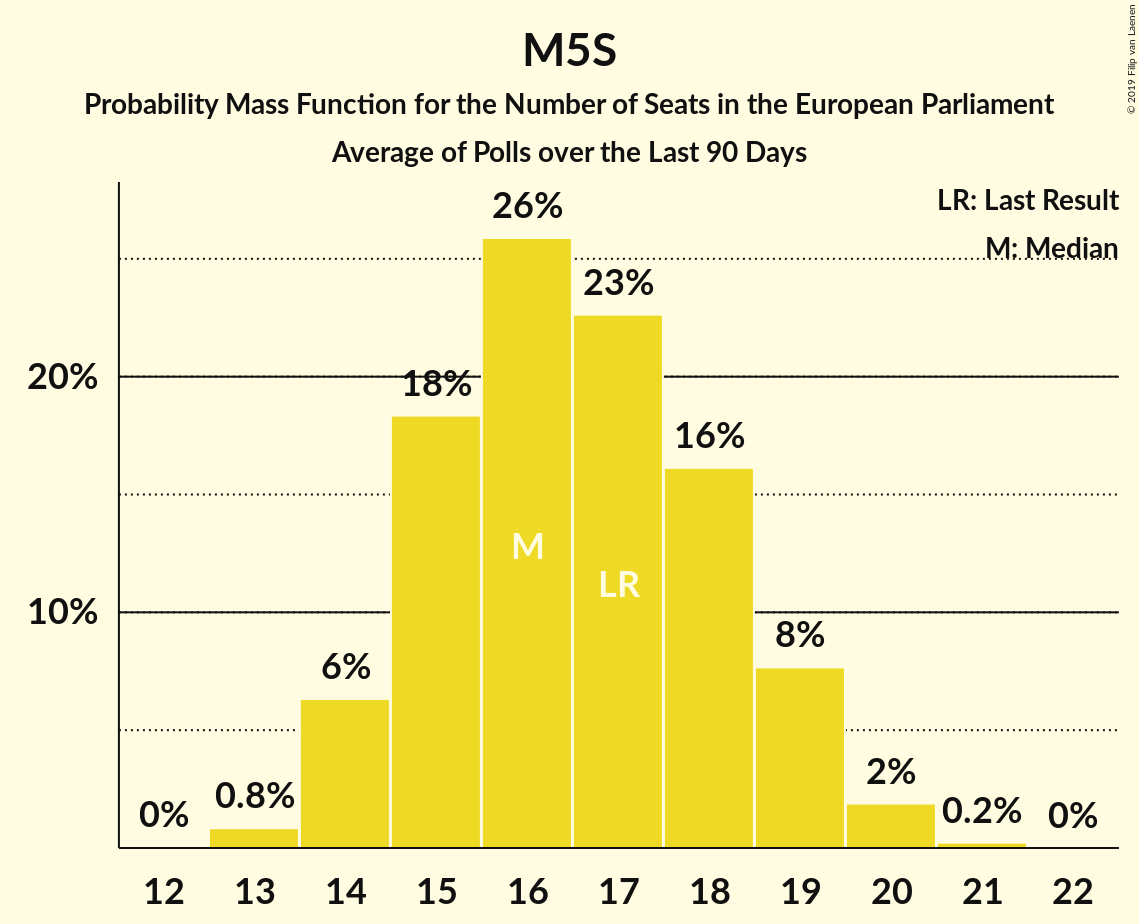 M5S
Probability Mass Function for the Number of Seats in the European Parliament
Average of Polls over the Last 90 Days
© 2019 Filip van Laenen
LR: Last Result
M: Median
26%
23%
20%
18%
16%
M
LR
10%
8%
6%
2%
0.8%
0.2%
0%
0%
12 13 14 15 16 17 18 19 20 21 22